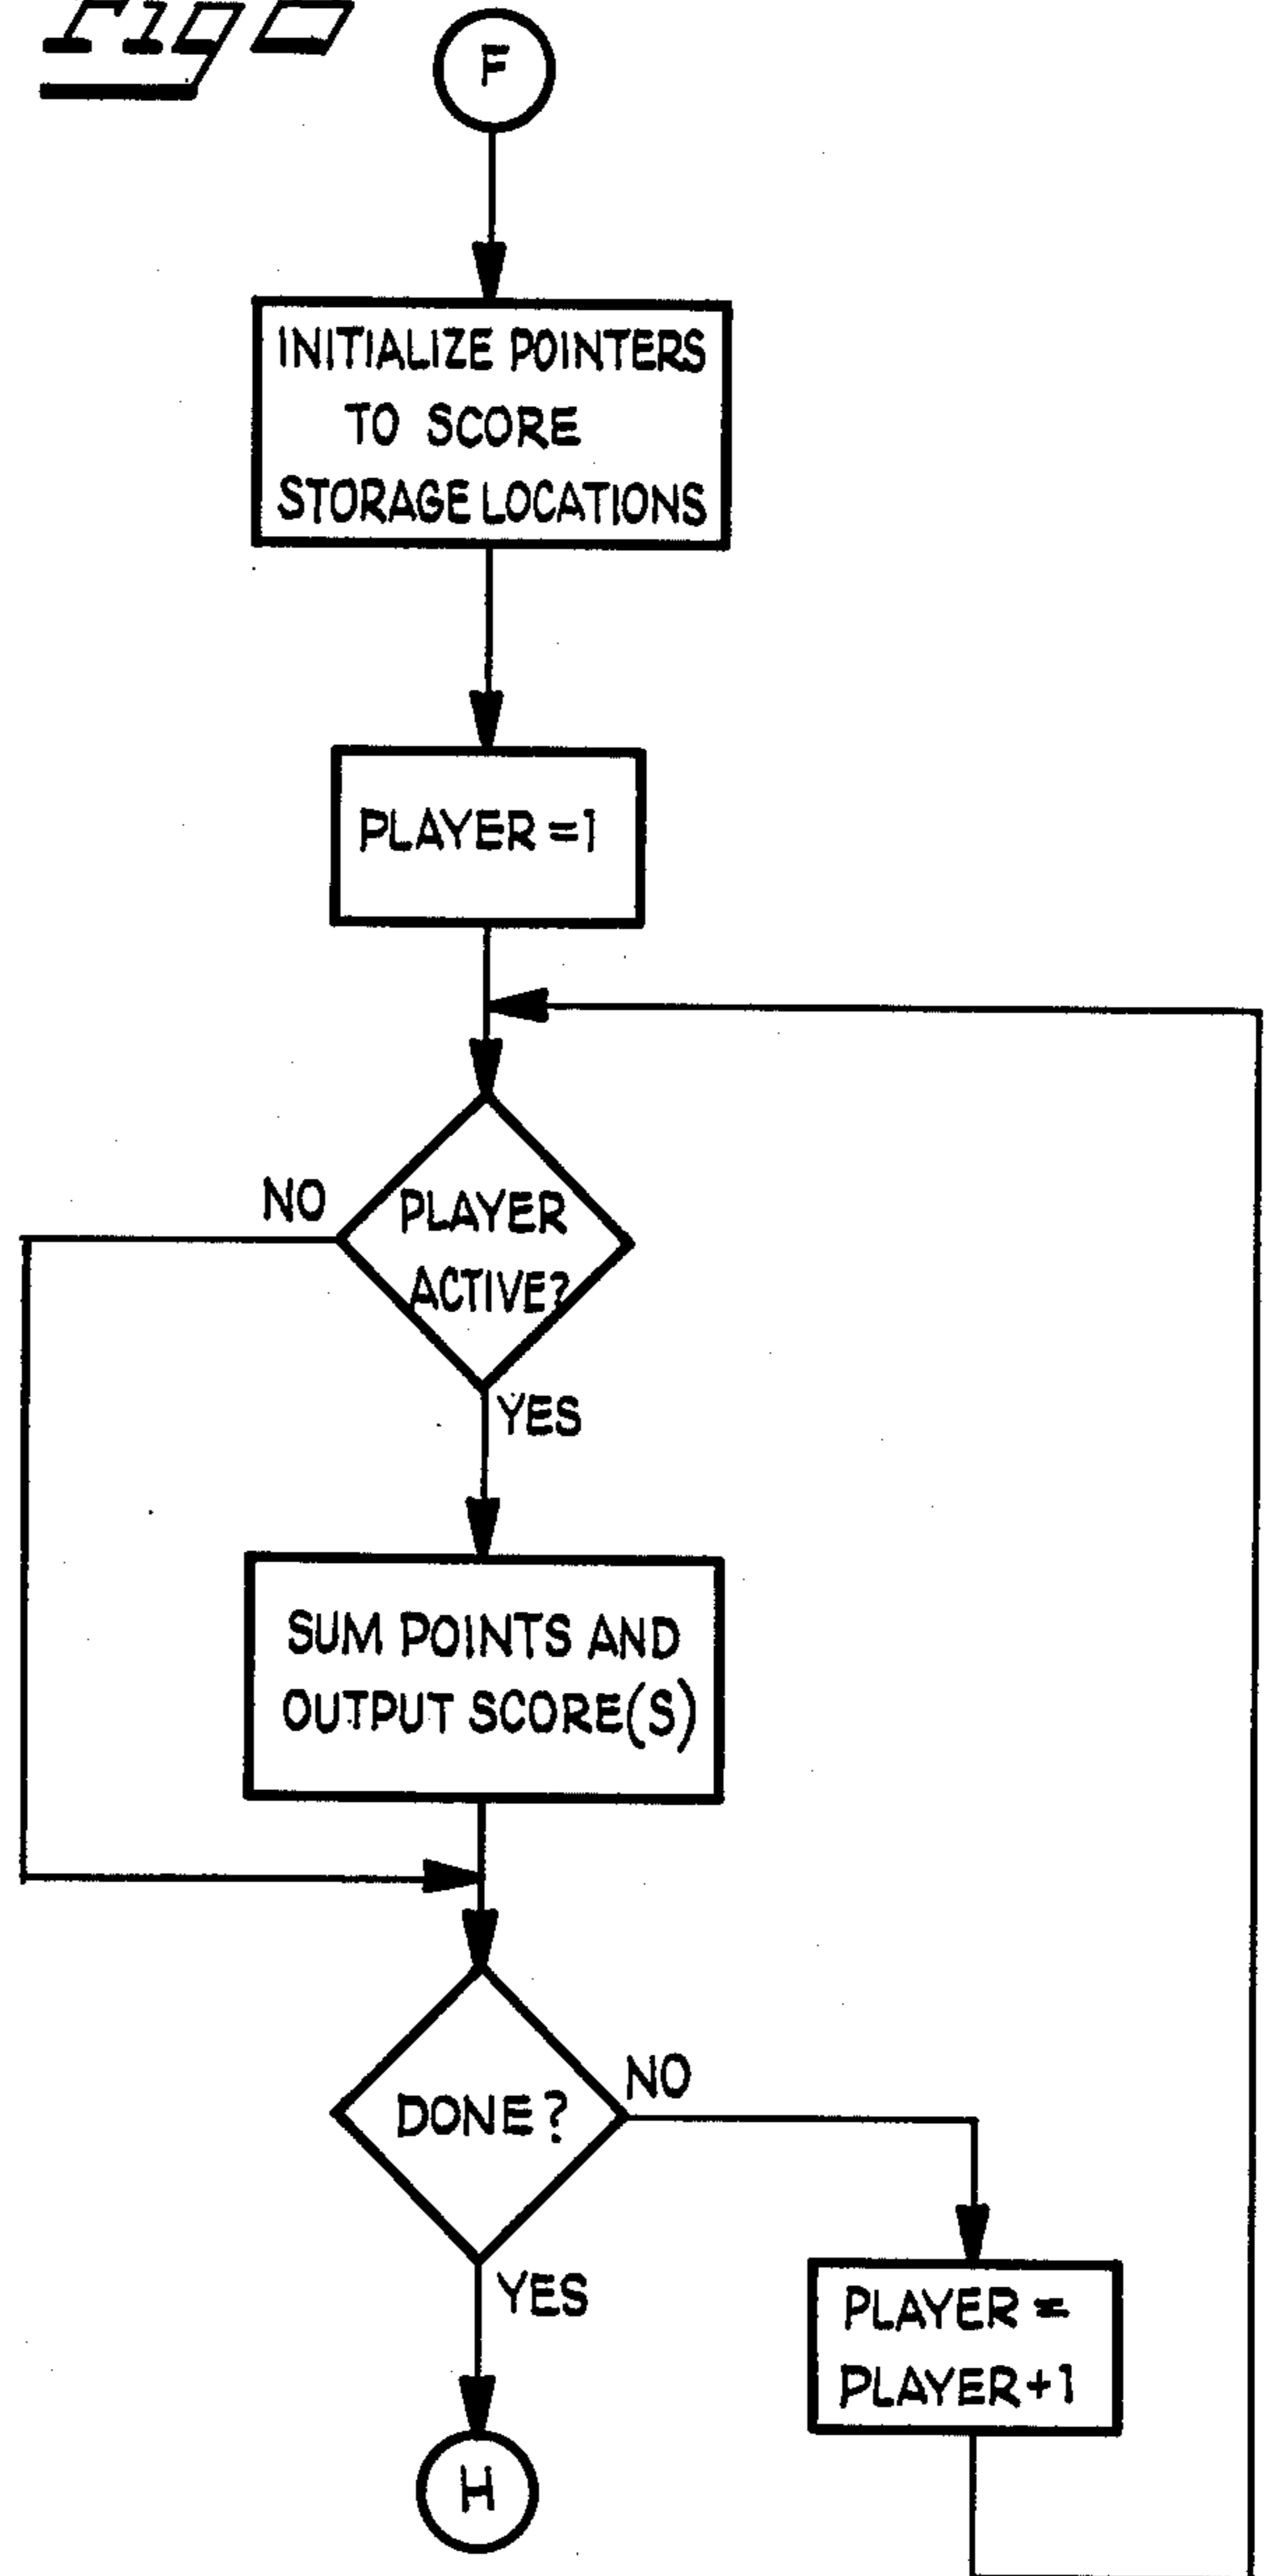 Fig
F
INITIALIZE POINTERS
TO SCORE
STORAGE LOCATIONS
PLAYER = 1
NO
PLAYER
ACTIVE?
YES
SUM POINTS AND
OUTPUT SCORE(S)
NO
DONE?
YES
PLAYER =
PLAYER + 1
H